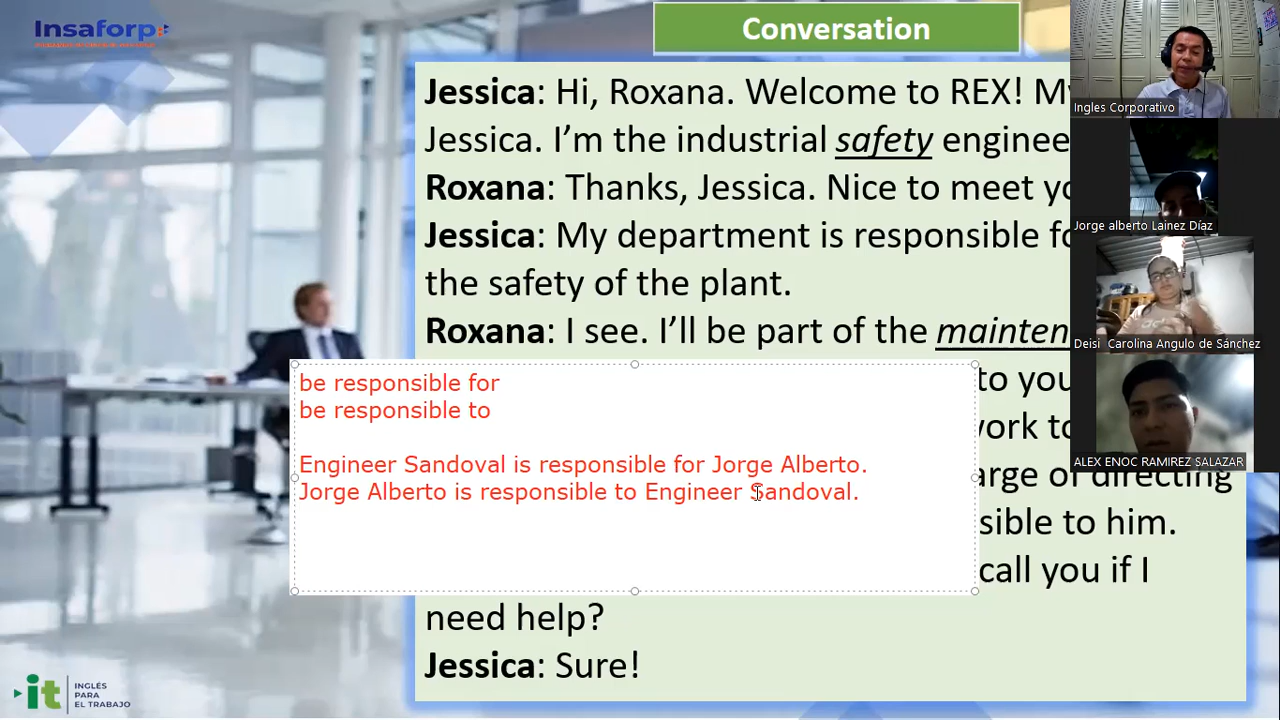 Insaforp
Conversation
Jessica: Hi, Roxana. Welcome to REX! My
Jessica. I'm the industrial safety enginee
Roxana: Thanks, Jessica. Nice to meet yo
Jessica: My department is responsible fo
the safety of the plant.
Roxana: I see. I'll be part of the mainten
to you
work to
arge of directing
sible to him.
call you if I
need help?
Jessica: Sure!
be responsible for
be responsible to
Engineer Sandoval is responsible for Jorge Alberto.
Jorge Alberto is responsible to Engineer Sandoval.
Ingles Corporativo
Jorge alberto Lainez Díaz
Deisi Carolina Angulo de Sánchez
ALEX ENOC RAMIREZ SALAZAR
it
INGLÉS
PARA
EL TRABAJO